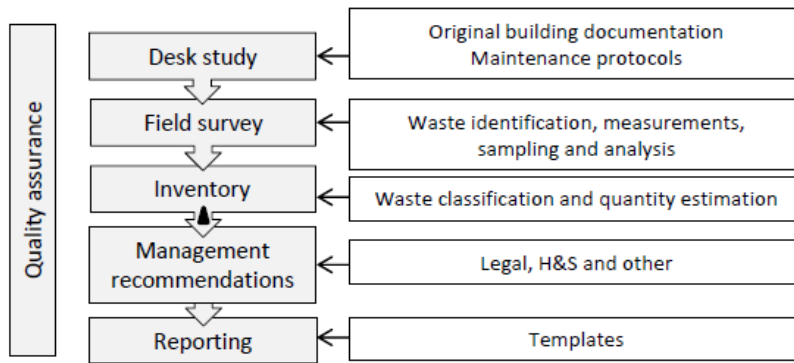 Quality assurance
Desk study
Original building documentation
Maintenance protocols
Field survey
Waste identification, measurements,
sampling and analysis
Inventory
Waste classification and quantity estimation
Management
recommendations
Legal, H&S and other
Reporting
Templates